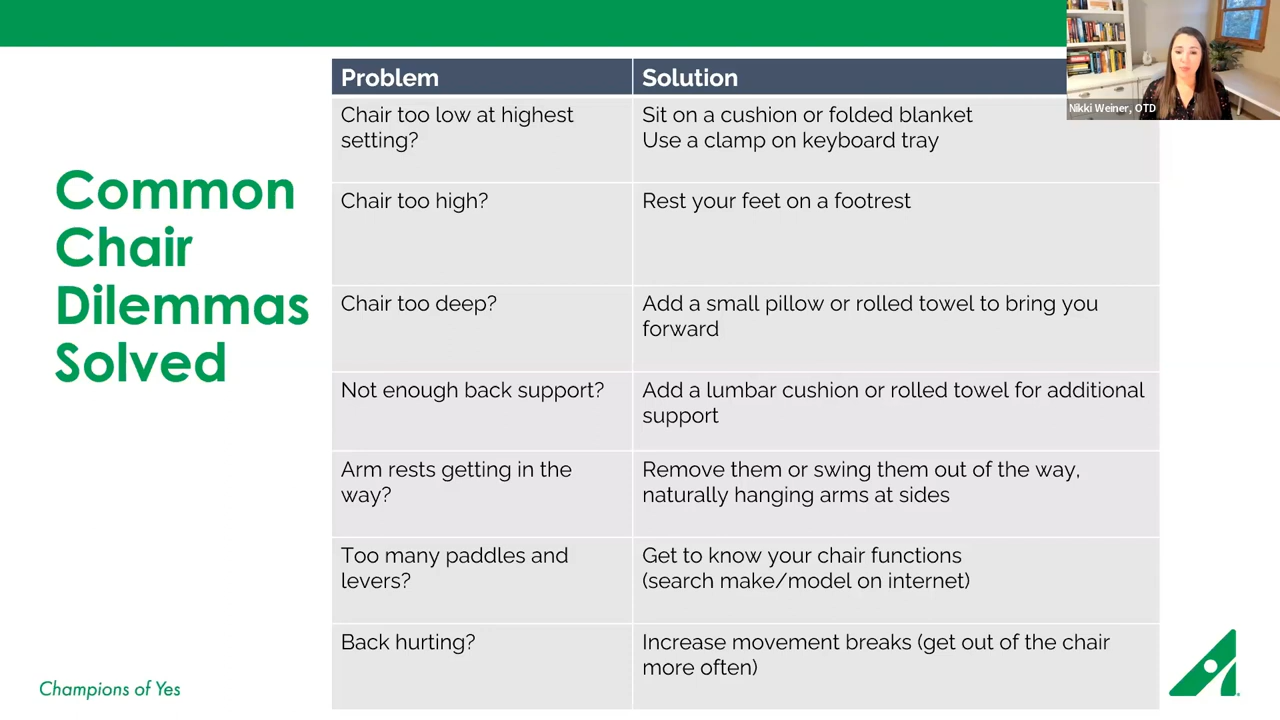 Common
Chair
Dilemmas
Solved
Problem
Solution
Chair too low at highest
setting?
Sit on a cushion or folded blanket
Use a clamp on keyboard tray
Chair too high?
Rest your feet on a footrest
Chair too deep?
Add a small pillow or rolled towel to bring you
forward
Not enough back support?
Add a lumbar cushion or rolled towel for additional
support
Arm rests getting in the
way?
Remove them or swing them out of the way,
naturally hanging arms at sides
Too many paddles and
levers?
Get to know your chair functions
(search make/model on internet)
Back hurting?
Increase movement breaks (get out of the chair
more often)
Champions of Yes
Nikki Weiner, OTD